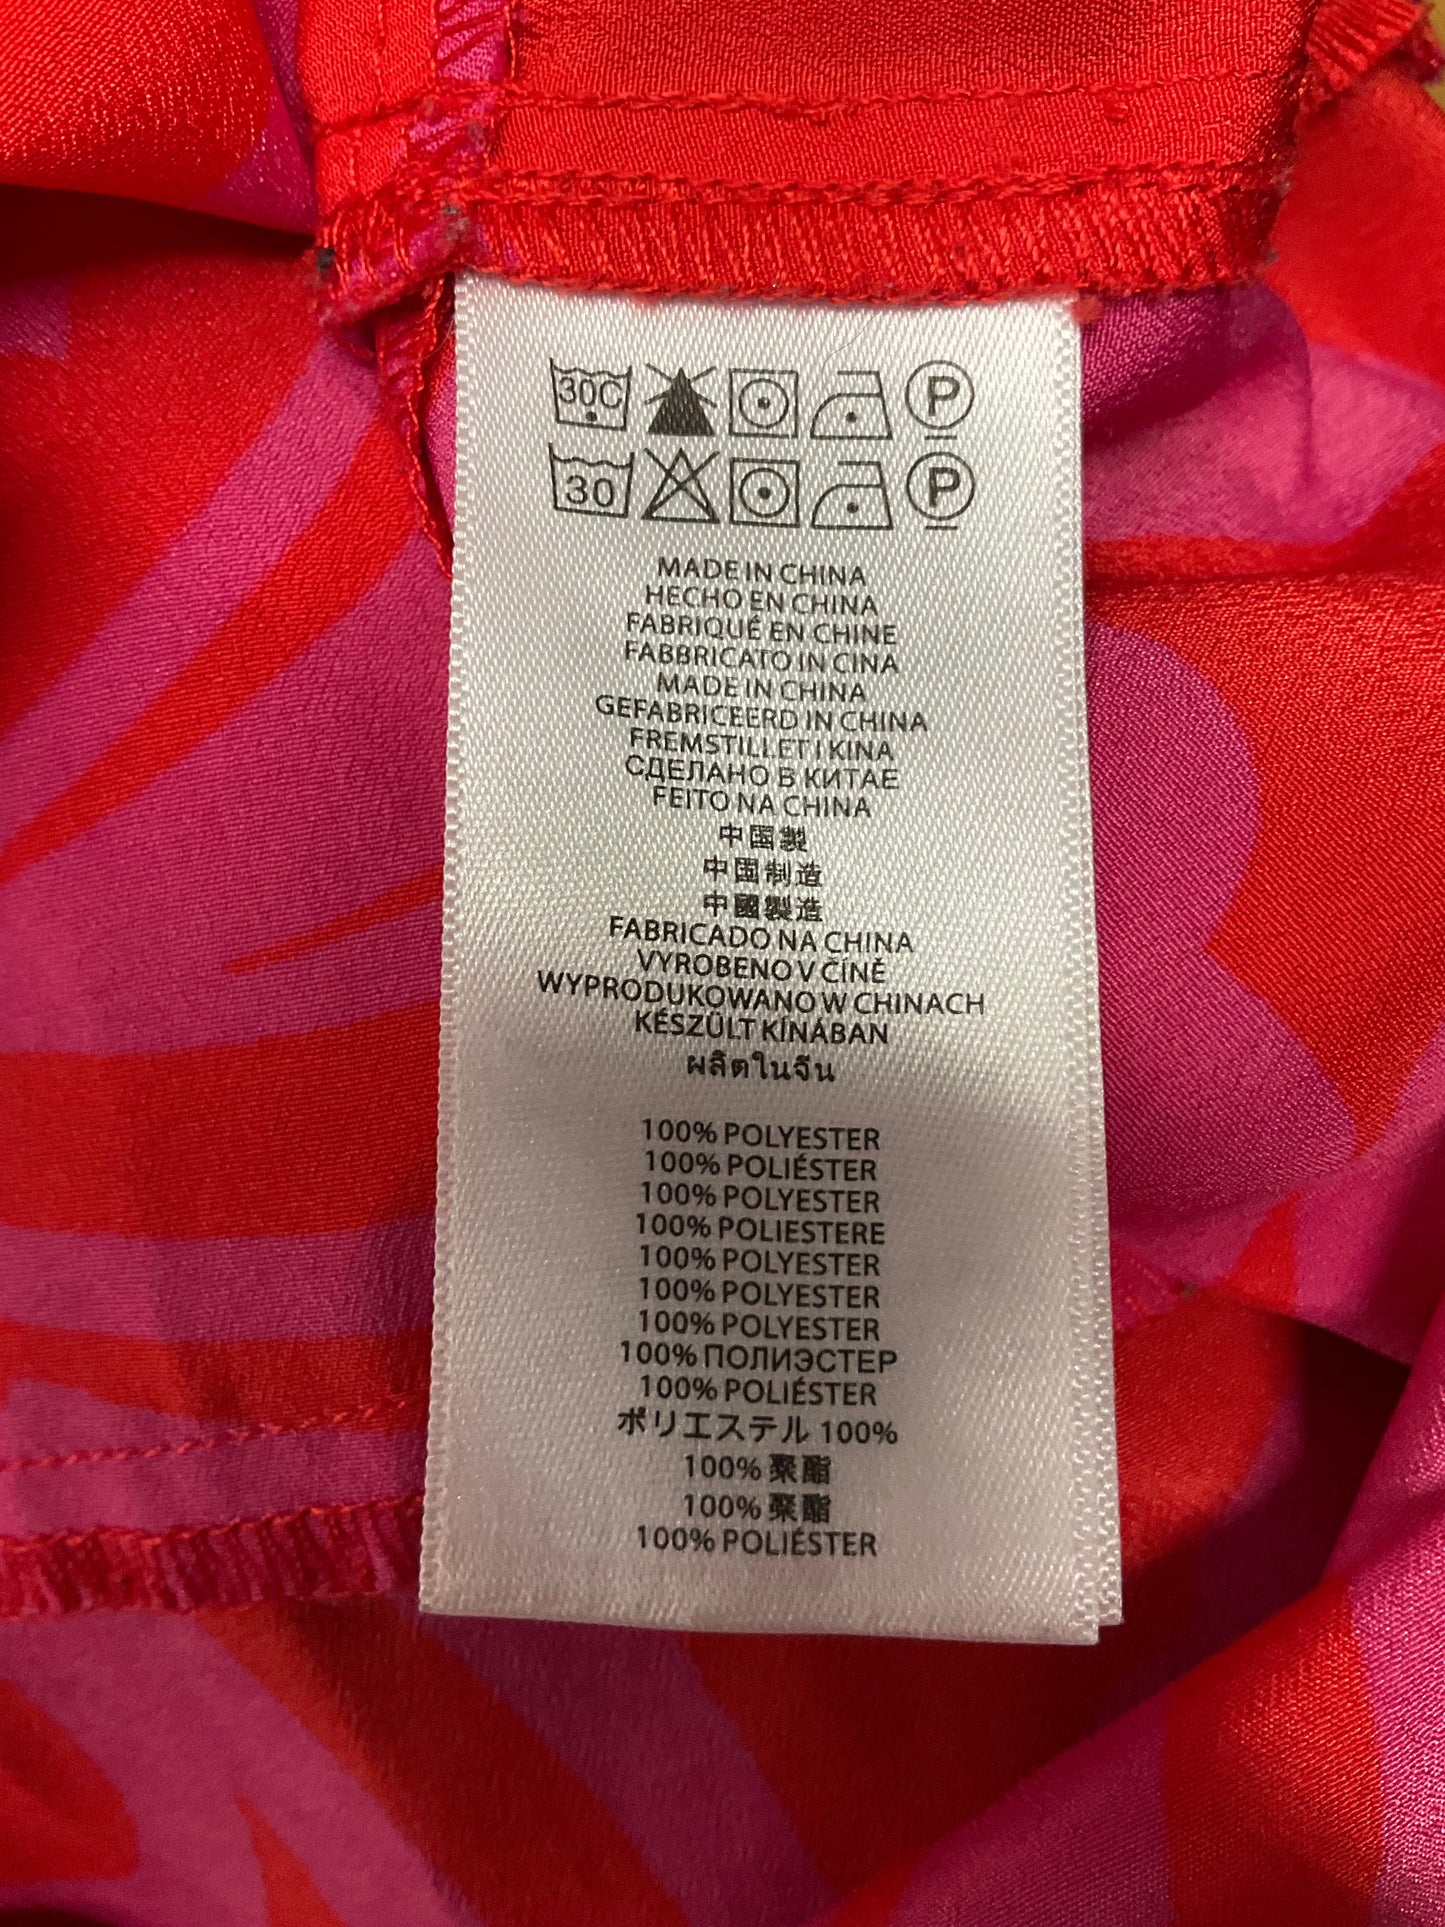 30C P
30 P
MADE IN CHINA
HECHO EN CHINA
FABRIQUÉ EN CHINE
FABBRICATO IN CINA
MADE IN CHINA
GEFABRICEERD IN CHINA
FREMSTILLET I KINA
СДЕЛАНО В КИТАЕ
FEITO NA CHINA
中国製
中国制造
中國製造
FABRICADO NA CHINA
VYROBENO V ČÍNĚ
WYPRODUKOWANO W CHINACH
KÉSZÜLT KÍNÁBAN
ผลิตในจีน
100% POLYESTER
100% POLIÉSTER
100% POLYESTER
100% POLIESTERE
100% POLYESTER
100% POLYESTER
100% POLYESTER
100% ПОЛИЭСТЕР
100% POLIÉSTER
ポリエステル 100%
100% 聚酯
100% 聚酯
100% POLIÉSTER